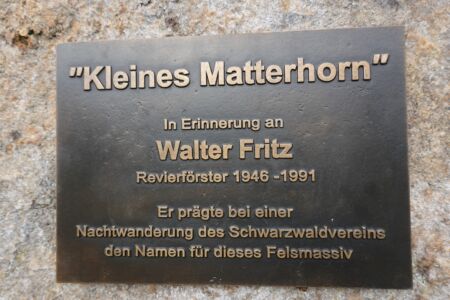 "Kleines Matterhorn"
In Erinnerung an
Walter Fritz
Revierförster 1946 -1991
Er prägte bei einer
Nachtwanderung des Schwarzwaldvereins
den Namen für dieses Felsmassiv